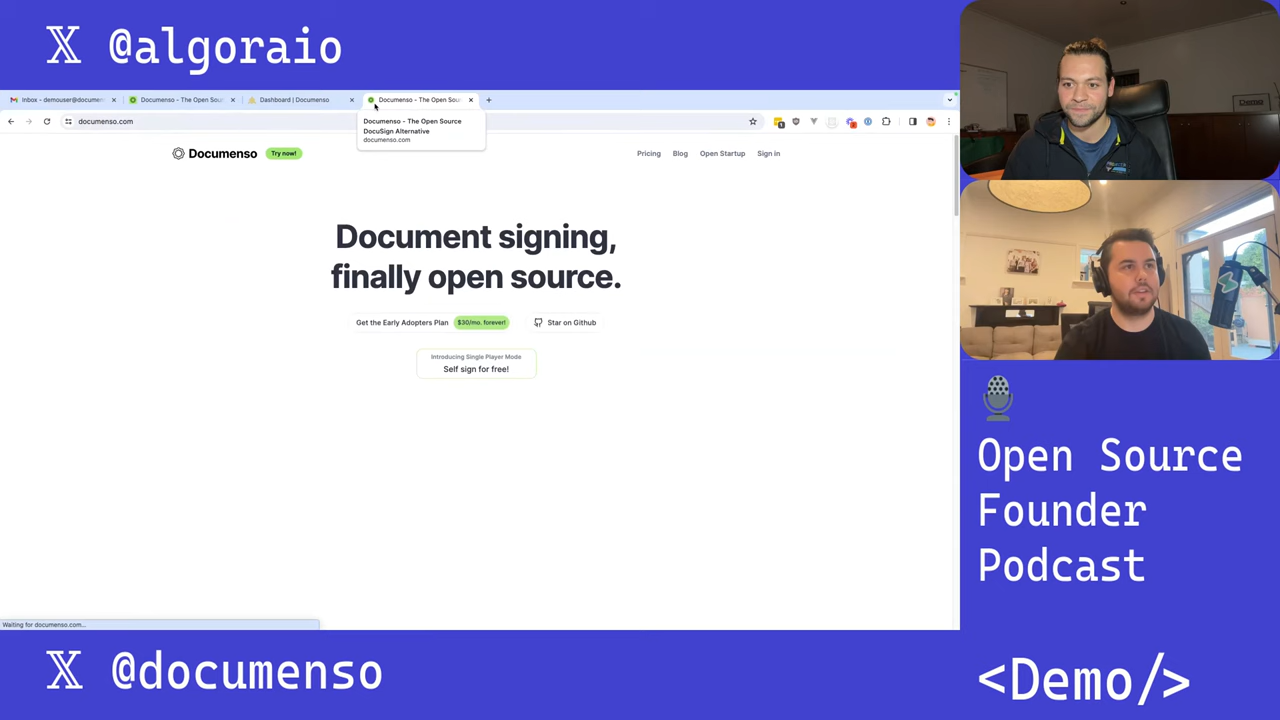 𝕏 @algoraio
Inbox - demouser@documen
Documenso - The Open Sour
Dashboard | Documenso
Documenso - The Open Sour
documenso.com
Documenso - The Open Source
DocuSign Alternative
documenso.com
Documenso
Try now!
Pricing
Blog
Open Startup
Sign in
Document signing,
finally open source.
Get the Early Adopters Plan
$30/mo, forever!
Star on Github
Introducing Single Player Mode
Self sign for free!
Waiting for documenso.com...
Open Source
Founder
Podcast
𝕏 @documenso
<Demo/>